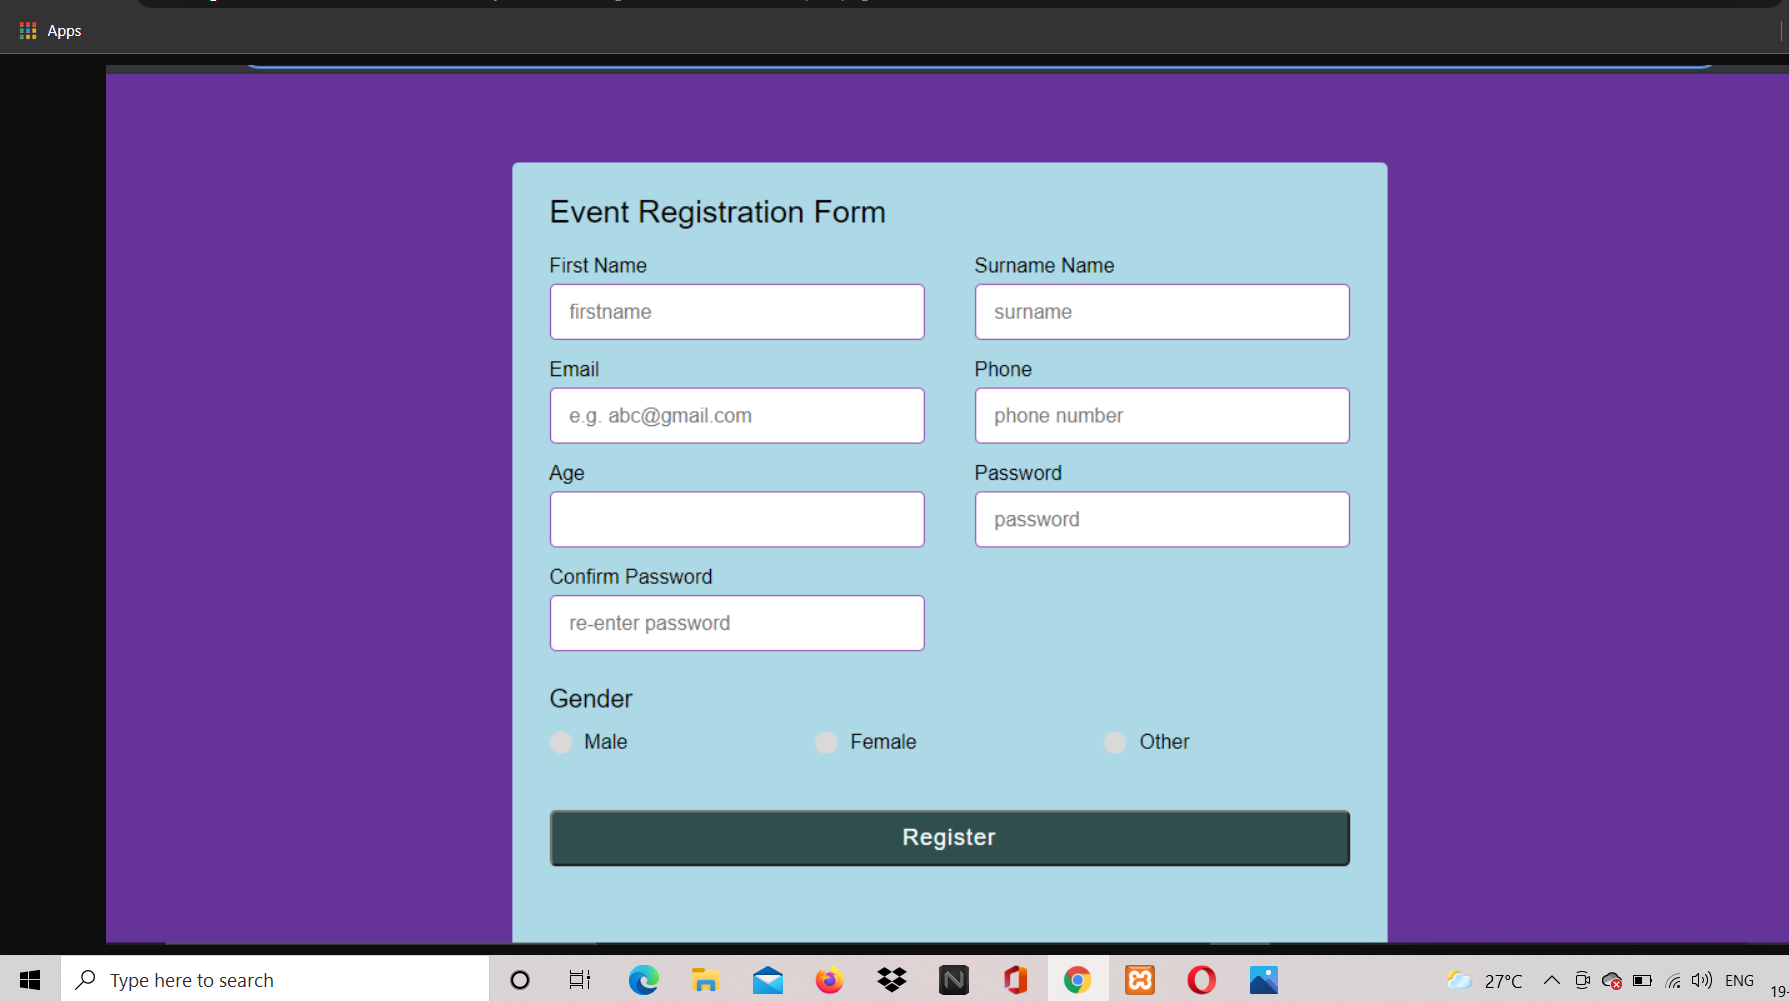 Apps
Event Registration Form
First Name Surname Name
firstname surname
Email Phone
e.g. abc@gmail.com phone number
Age Password
password
Confirm Password
re-enter password
Gender
Male Female Other
Register
Type here to search 27°C ENG
19-